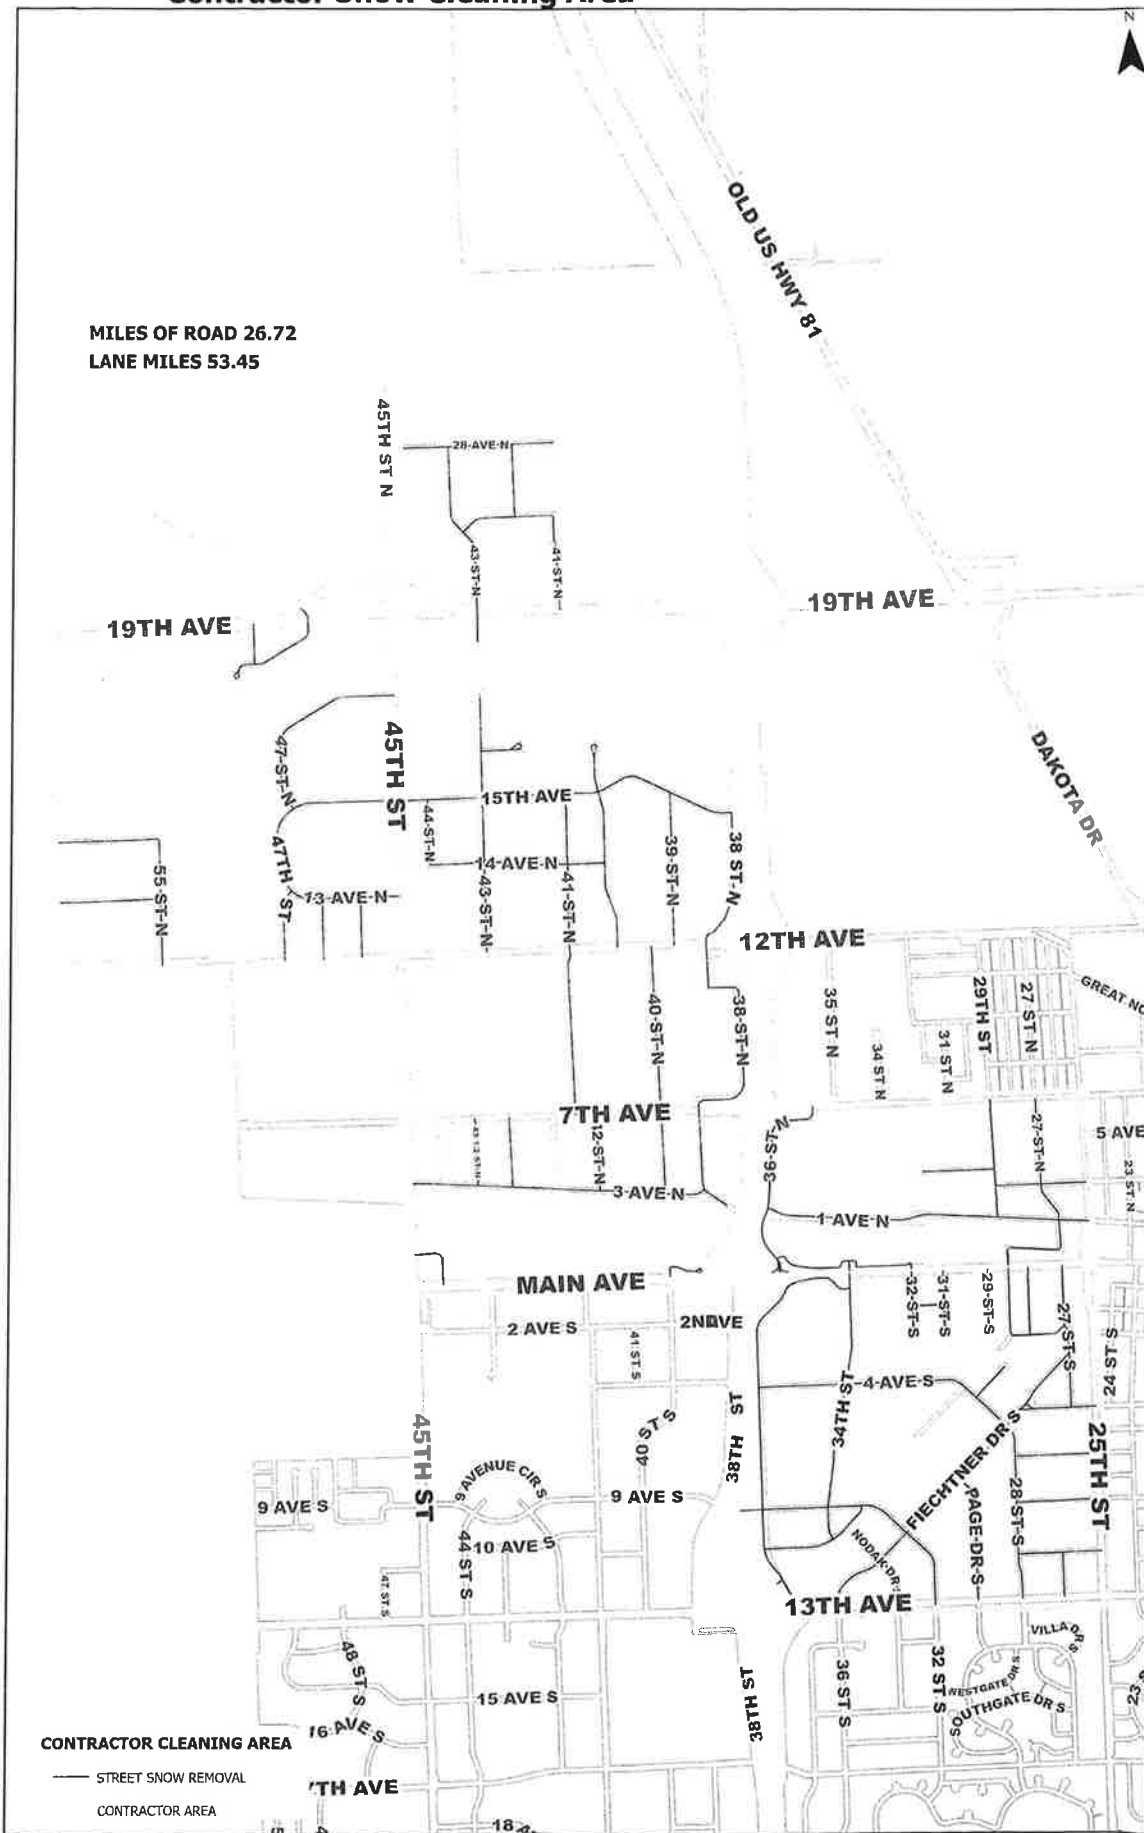 Contractor Snow Cleaning Area
N
OLD US HWY 81
MILES OF ROAD 26.72
LANE MILES 53.45
45TH ST N
28 AVE N
43 ST N
41 ST N
19TH AVE
19TH AVE
47 ST N
45TH ST
DAKOTA DR
15TH AVE
44 ST N
38 ST N
39 ST N
14 AVE N
47TH ST
43 ST N
41 ST N
55 ST N
13 AVE N
12TH AVE
40 ST N
38 ST N
35 ST N
29TH ST
27 ST N
GREAT NO
34 ST N
31 ST N
7TH AVE
36 ST N
27 ST N
5 AVE
23 ST N
12 ST N
3 AVE N
1 AVE N
MAIN AVE
32 ST S
31 ST S
29 ST S
27 ST S
2 AVE S
41 ST S
24 ST S
34TH ST
4 AVE S
38TH ST
40 ST S
45TH ST
FIECHTNER DR S
25TH ST
9 AVENUE CIR S
9 AVE S
9 AVE S
28 ST S
PAGE DR S
10 AVE S
44 ST S
NODAK DR
47 ST S
13TH AVE
VILLA DR S
48 ST S
36 ST S
32 ST S
WESTGATE DR S
SOUTHGATE DR S
15 AVE S
38TH ST
16 AVE S
CONTRACTOR CLEANING AREA
STREET SNOW REMOVAL
CONTRACTOR AREA
7TH AVE
18